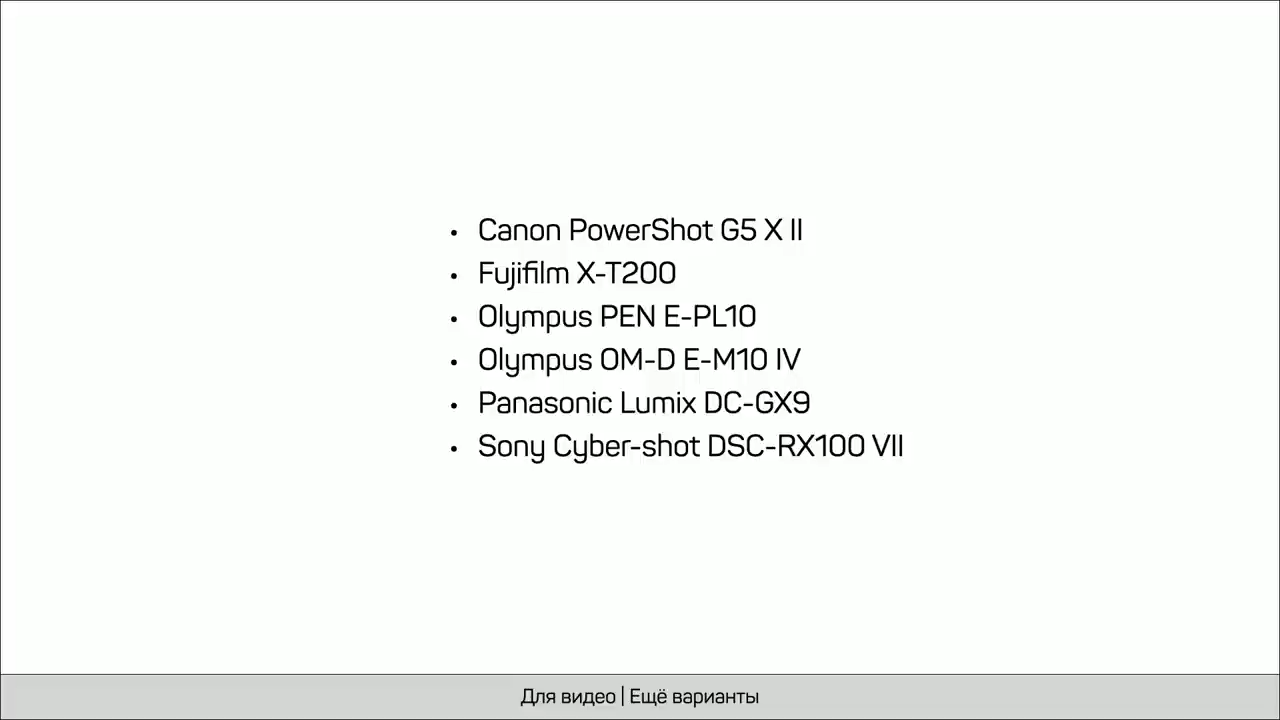 • Canon PowerShot G5 X II
• Fujifilm X-T200
• Olympus PEN E-PL10
• Olympus OM-D E-M10 IV
• Panasonic Lumix DC-GX9
• Sony Cyber-shot DSC-RX100 VII
Для видео | Ещё варианты